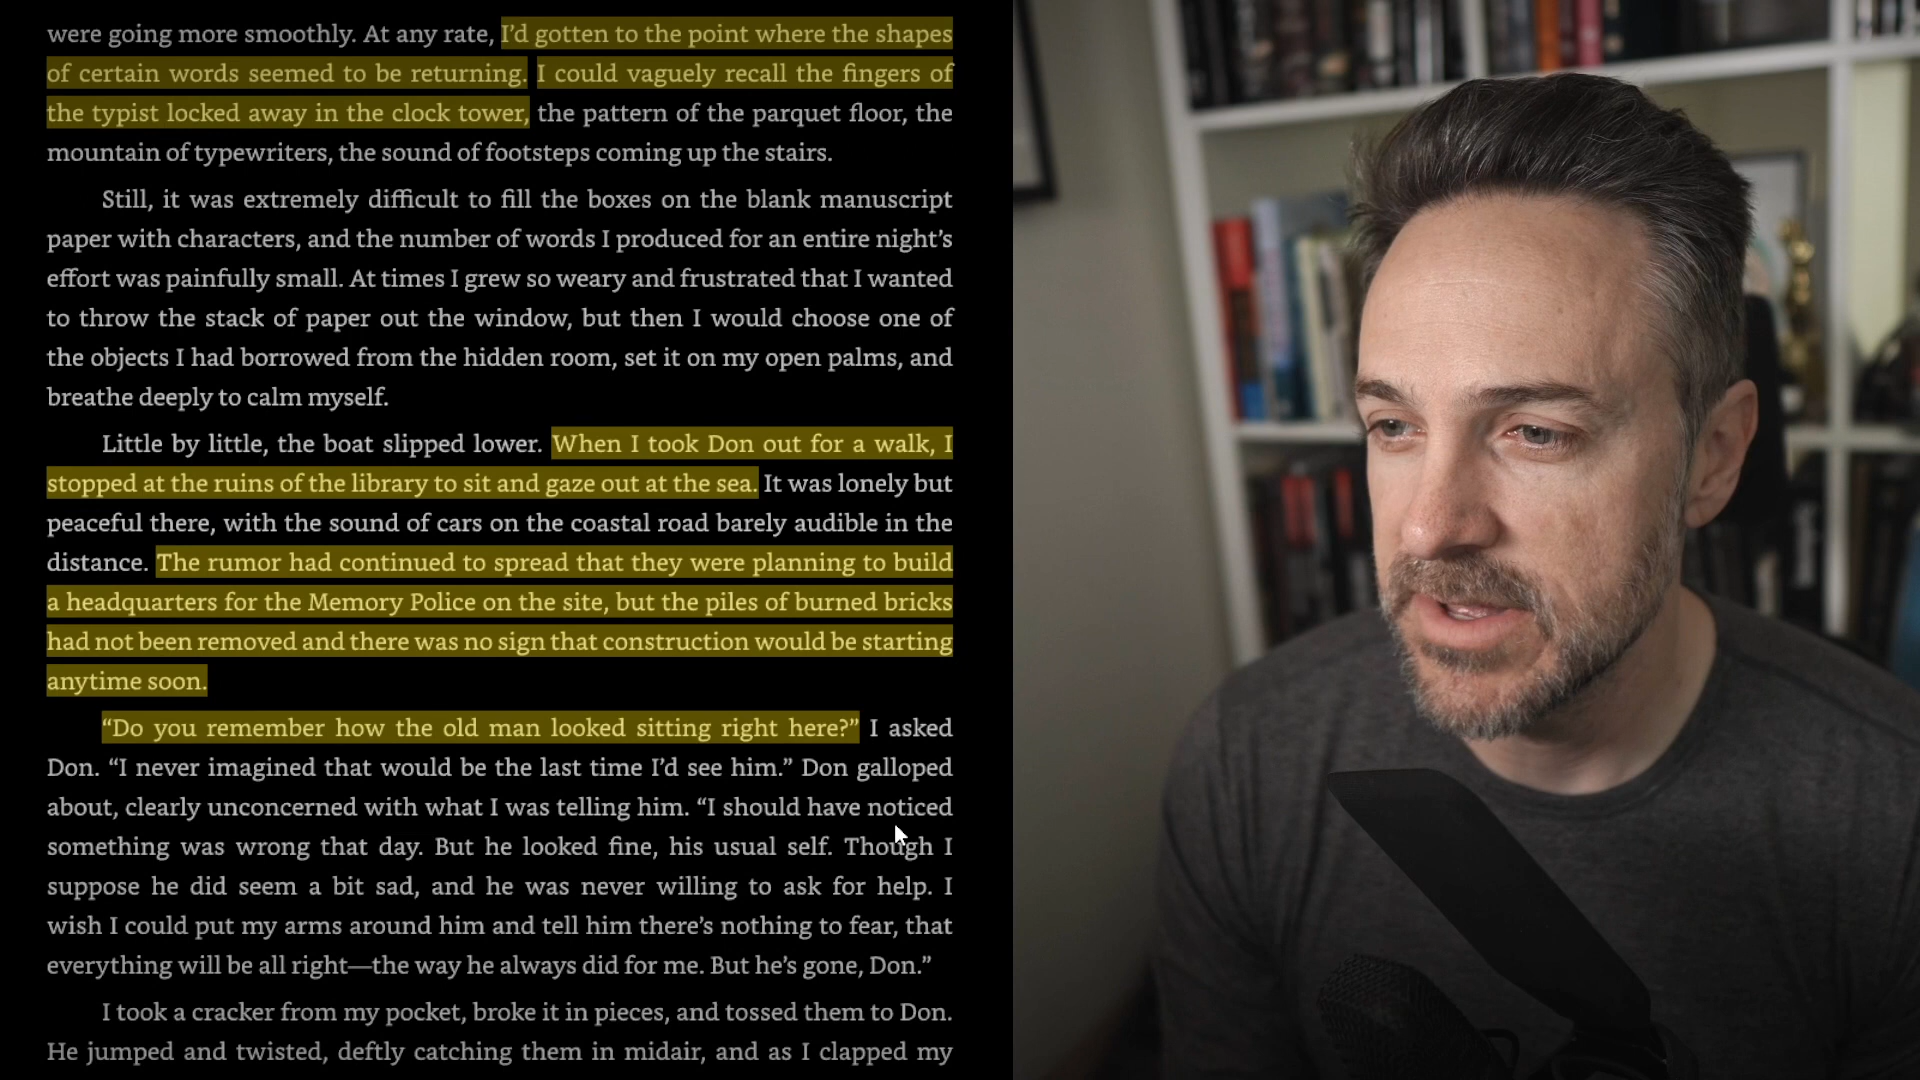 were going more smoothly. At any rate, I’d gotten to the point where the shapes
of certain words seemed to be returning. I could vaguely recall the fingers of
the typist locked away in the clock tower, the pattern of the parquet floor, the
mountain of typewriters, the sound of footsteps coming up the stairs.
Still, it was extremely difficult to fill the boxes on the blank manuscript
paper with characters, and the number of words I produced for an entire night’s
effort was painfully small. At times I grew so weary and frustrated that I wanted
to throw the stack of paper out the window, but then I would choose one of
the objects I had borrowed from the hidden room, set it on my open palms, and
breathe deeply to calm myself.
Little by little, the boat slipped lower. When I took Don out for a walk, I
stopped at the ruins of the library to sit and gaze out at the sea. It was lonely but
peaceful there, with the sound of cars on the coastal road barely audible in the
distance. The rumor had continued to spread that they were planning to build
a headquarters for the Memory Police on the site, but the piles of burned bricks
had not been removed and there was no sign that construction would be starting
anytime soon.
“Do you remember how the old man looked sitting right here?” I asked
Don. “I never imagined that would be the last time I’d see him.” Don galloped
about, clearly unconcerned with what I was telling him. “I should have noticed
something was wrong that day. But he looked fine, his usual self. Though I
suppose he did seem a bit sad, and he was never willing to ask for help. I
wish I could put my arms around him and tell him there’s nothing to fear, that
everything will be all right—the way he always did for me. But he’s gone, Don.”
I took a cracker from my pocket, broke it in pieces, and tossed them to Don.
He jumped and twisted, deftly catching them in midair, and as I clapped my